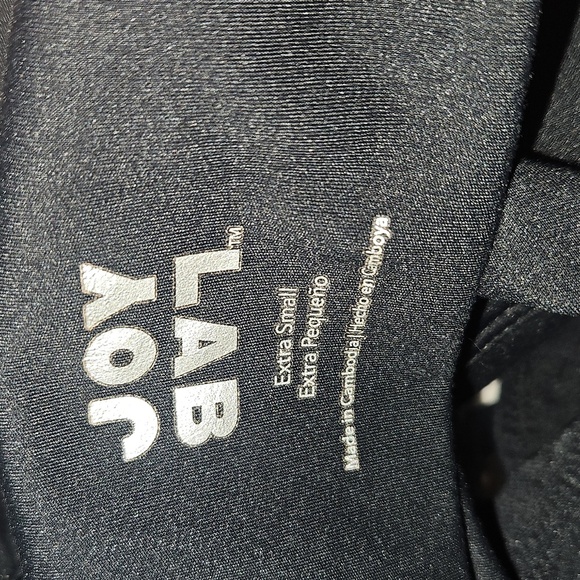 JOY
LAB™
Extra Small
Extra Pequeño
Made in Cambodia | Hecho en Camboya